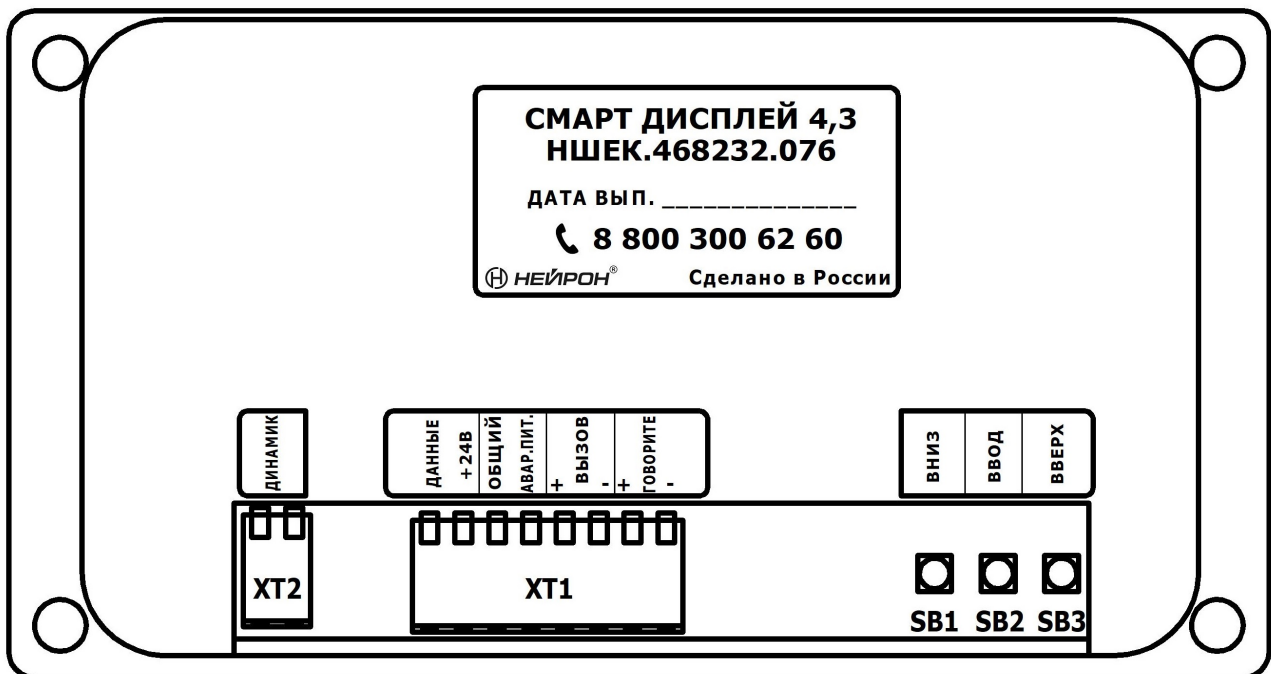 СМАРТ ДИСПЛЕЙ 4,3
НШЕК.468232.076
ДАТА ВЫП. ______________
8 800 300 62 60
НЕЙРОН® Сделано в России
ДИНАМИК
ДАННЫЕ
+24В
ОБЩИЙ
АВАР.ПИТ.
+ ВЫЗОВ -
+ ГОВОРИТЕ -
ВНИЗ
ВВОД
ВВЕРХ
XT2
XT1
SB1 SB2 SB3